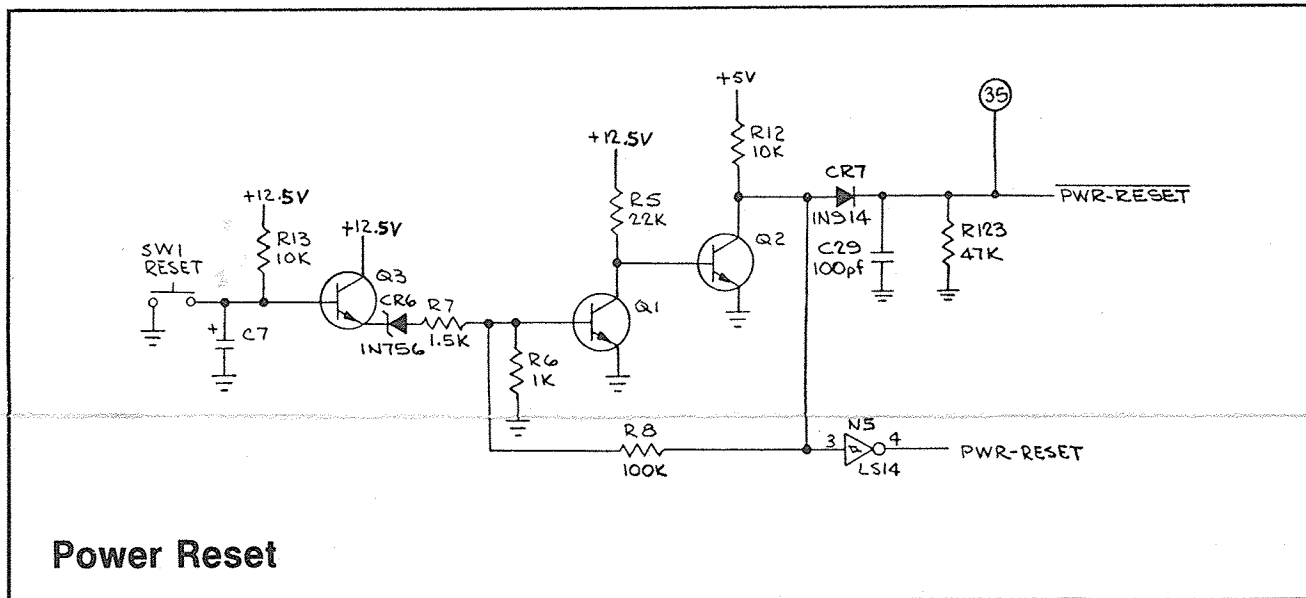 +5V
R12
10K
35
+12.5V
CR7
1N914
PWR-RESET
R5
22K
Q2
C29
100pf
R123
47K
+12.5V
R13
10K
+12.5V
SW1
RESET
Q3
CR6
1N756
R7
1.5K
Q1
+
C7
R6
1K
R8
100K
N5
3
4
LS14
PWR-RESET
Power Reset